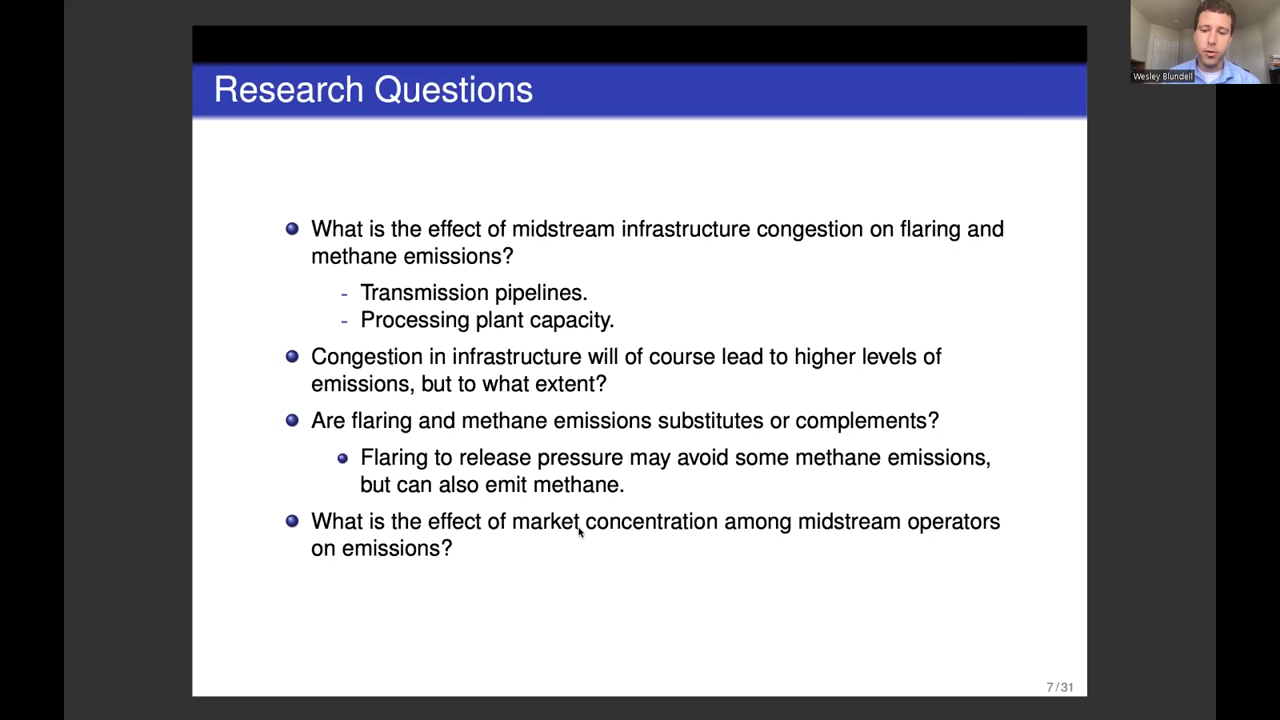 Research Questions
Wesley Blundell
What is the effect of midstream infrastructure congestion on flaring and
methane emissions?
- Transmission pipelines.
- Processing plant capacity.
Congestion in infrastructure will of course lead to higher levels of
emissions, but to what extent?
Are flaring and methane emissions substitutes or complements?
Flaring to release pressure may avoid some methane emissions,
but can also emit methane.
What is the effect of market concentration among midstream operators
on emissions?
7 / 31